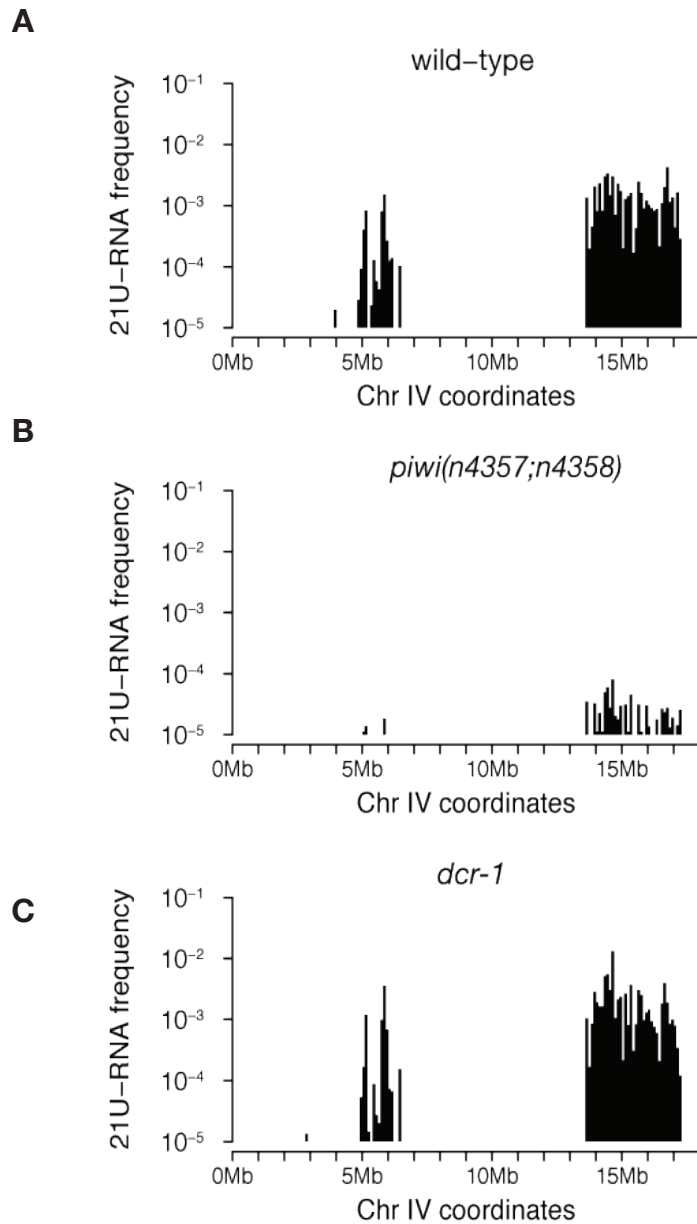 A
wild–type
21U–RNA frequency
10⁻¹
10⁻²
10⁻³
10⁻⁴
10⁻⁵
0Mb 5Mb 10Mb 15Mb
Chr IV coordinates
B
piwi(n4357;n4358)
21U–RNA frequency
10⁻¹
10⁻²
10⁻³
10⁻⁴
10⁻⁵
0Mb 5Mb 10Mb 15Mb
Chr IV coordinates
C
dcr-1
21U–RNA frequency
10⁻¹
10⁻²
10⁻³
10⁻⁴
10⁻⁵
0Mb 5Mb 10Mb 15Mb
Chr IV coordinates